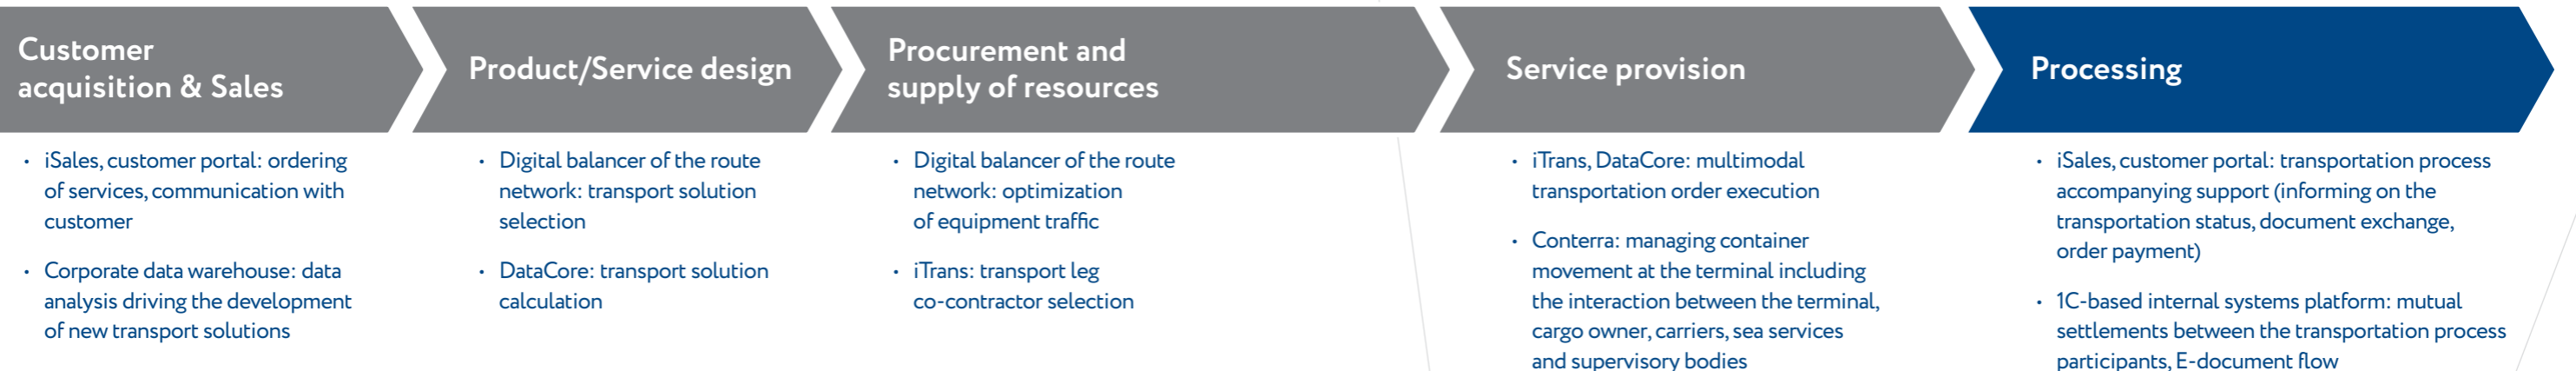 Customer
acquisition & Sales
Product/Service design
Procurement and
supply of resources
Service provision
Processing
• iSales, customer portal: ordering
of services, communication with
customer
• Corporate data warehouse: data
analysis driving the development
of new transport solutions
• Digital balancer of the route
network: transport solution
selection
• DataCore: transport solution
calculation
• Digital balancer of the route
network: optimization
of equipment traffic
• iTrans: transport leg
co-contractor selection
• iTrans, DataCore: multimodal
transportation order execution
• Conterra: managing container
movement at the terminal including
the interaction between the terminal,
cargo owner, carriers, sea services
and supervisory bodies
• iSales, customer portal: transportation process
accompanying support (informing on the
transportation status, document exchange,
order payment)
• 1C-based internal systems platform: mutual
settlements between the transportation process
participants, E-document flow